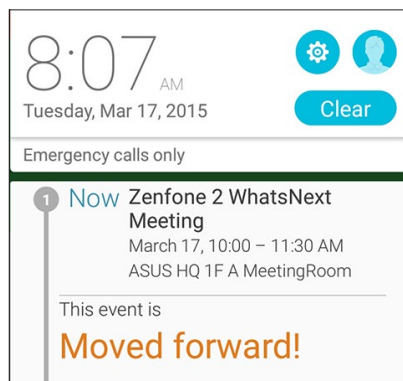 8:07 AM
Tuesday, Mar 17, 2015
Clear
Emergency calls only
1 Now Zenfone 2 WhatsNext
Meeting
March 17, 10:00 – 11:30 AM
ASUS HQ 1F A MeetingRoom
This event is
Moved forward!